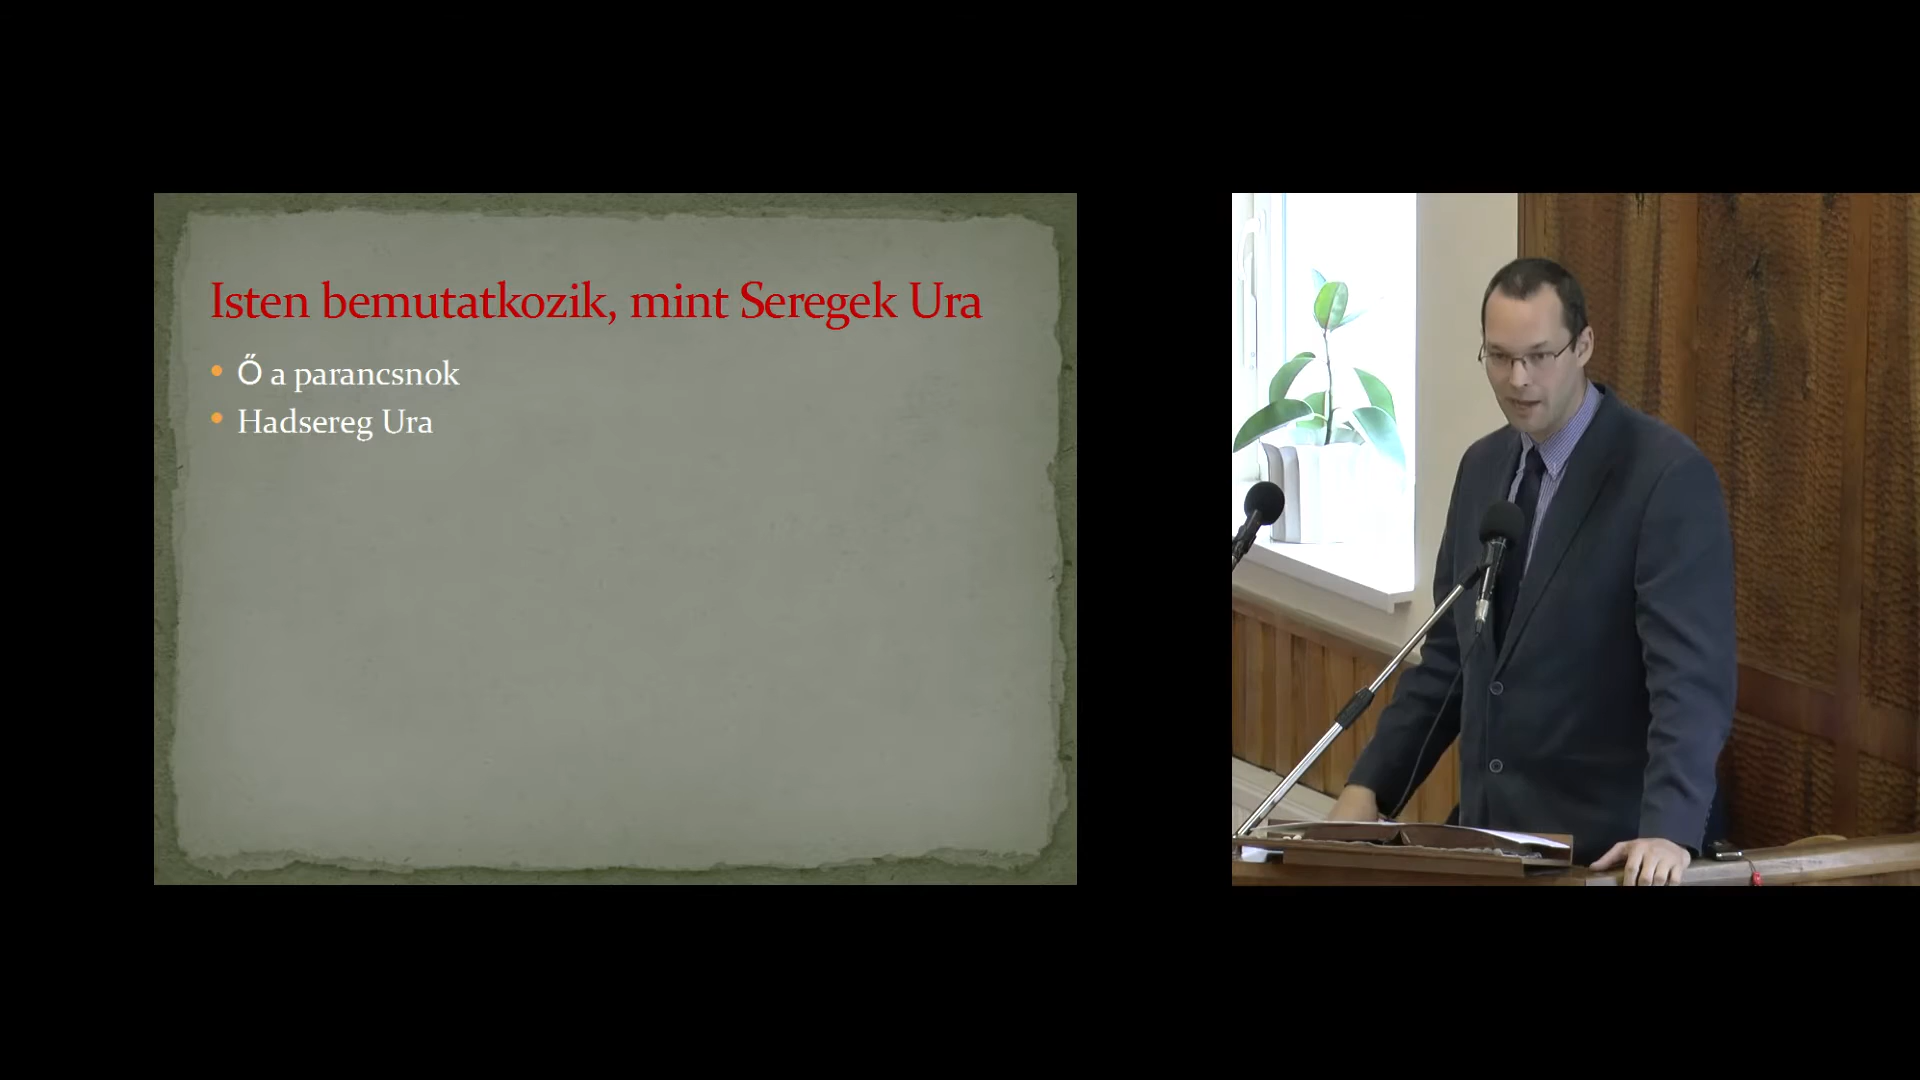 Isten bemutatkozik, mint Seregek Ura
• Ő a parancsnok
• Hadsereg Ura